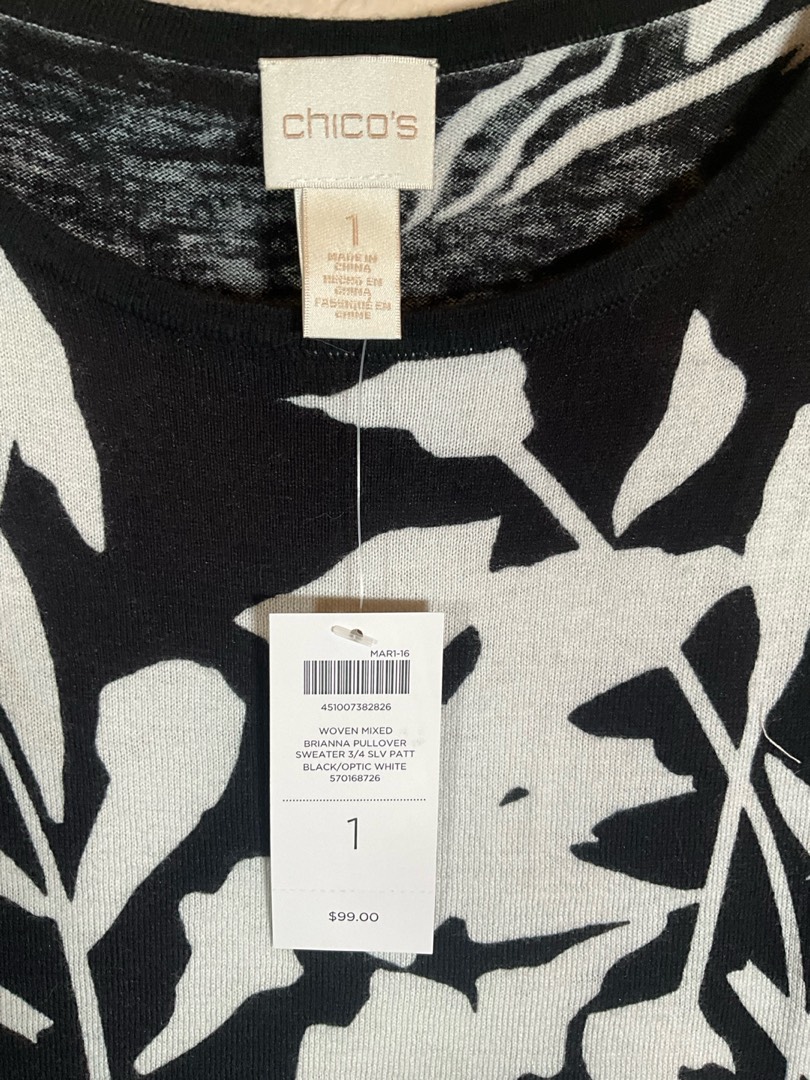 chico's
1
MADE IN
CHINA
HECHO EN
CHINA
FABRIQUÉ EN
CHINE
MAR1-16
451007382826
WOVEN MIXED
BRIANNA PULLOVER
SWEATER 3/4 SLV PATT
BLACK/OPTIC WHITE
570168726
1
$99.00